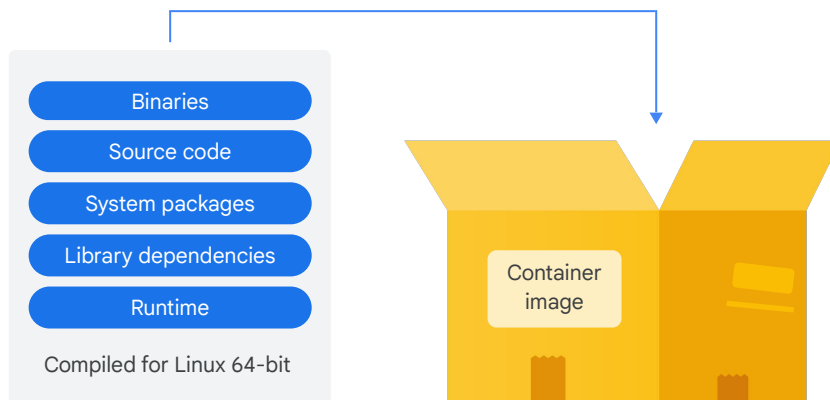 Binaries
Source code
System packages
Library dependencies
Runtime
Compiled for Linux 64-bit
Container
image